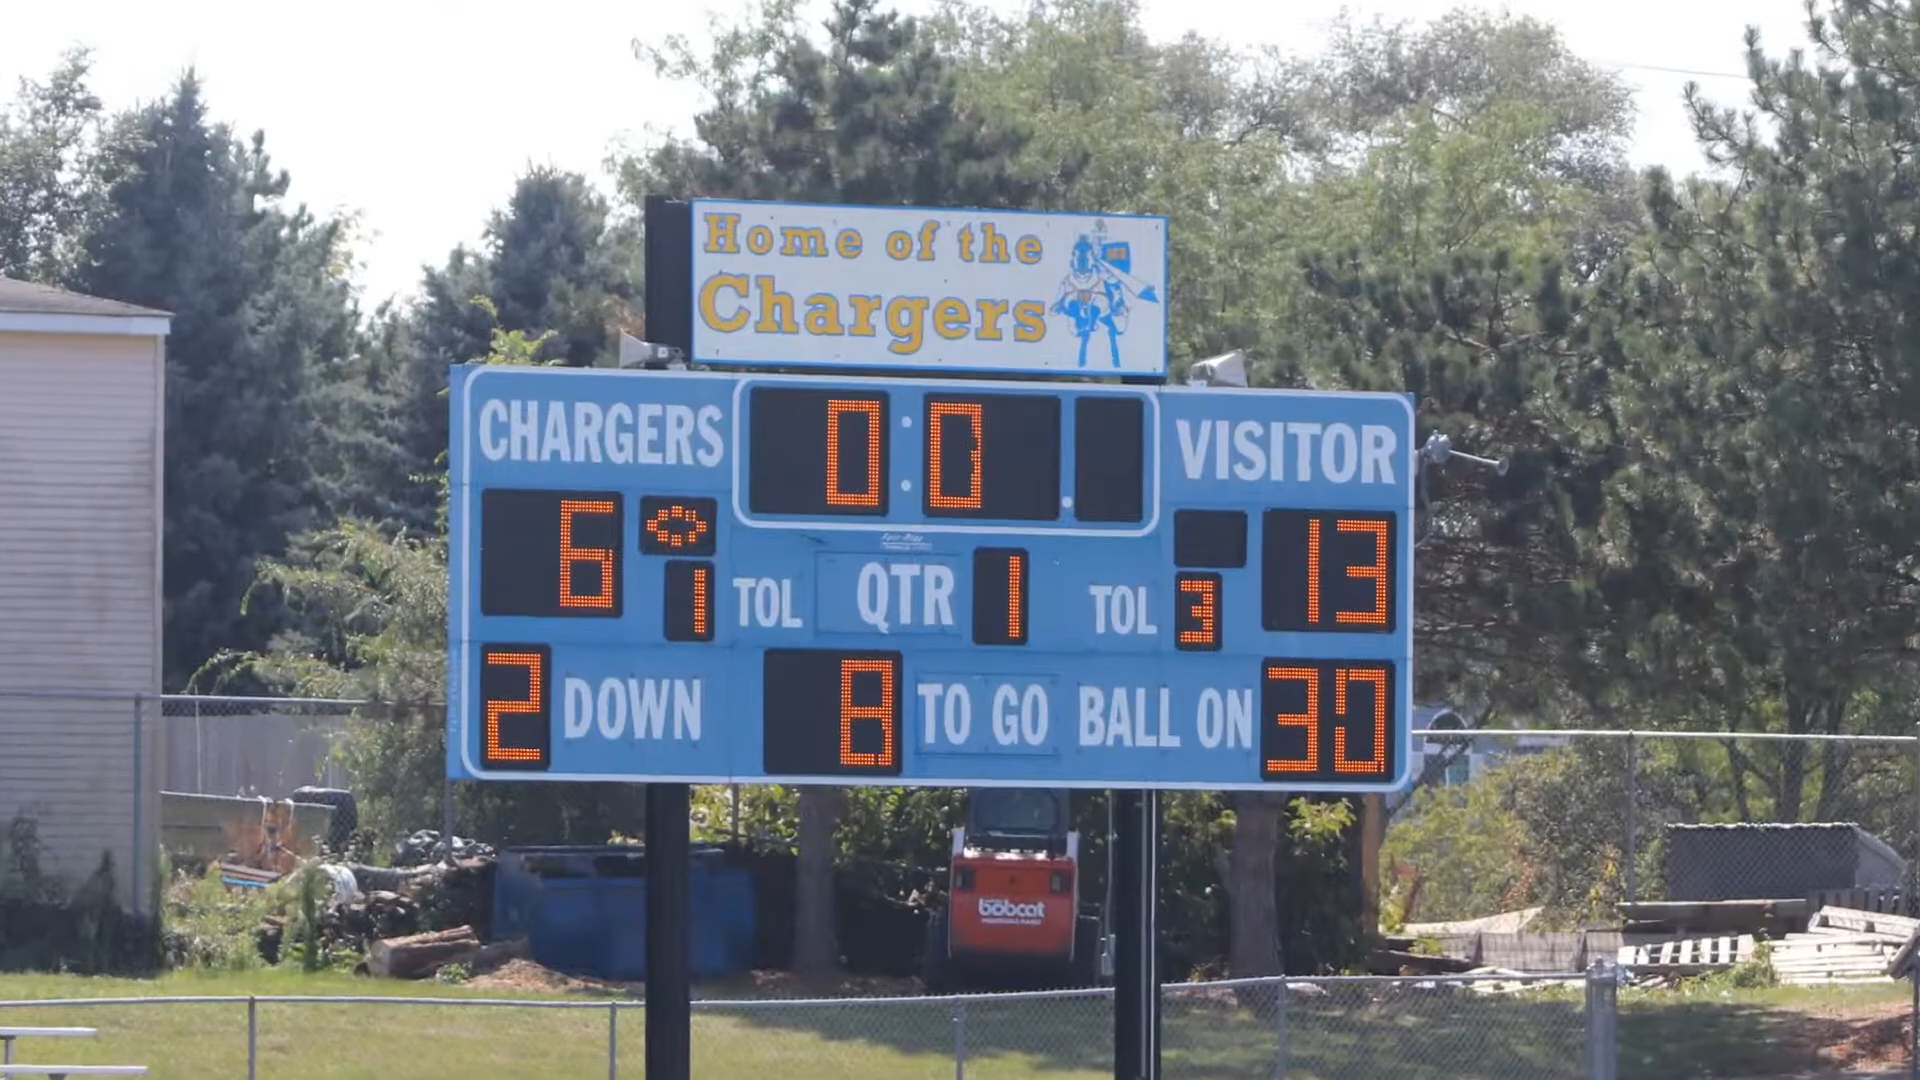 Home of the
Chargers
CHARGERS 0:0 . VISITOR
6 13
1 TOL QTR 1 TOL 3
2 DOWN 8 TO GO BALL ON 30
bobcat